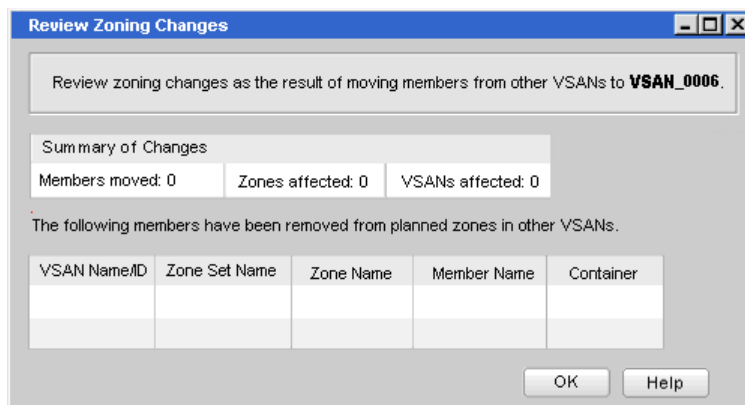 Review Zoning Changes
Review zoning changes as the result of moving members from other VSANs to VSAN_0006.
Summary of Changes
Members moved: 0 Zones affected: 0 VSANs affected: 0
The following members have been removed from planned zones in other VSANs.
VSAN Name/ID Zone Set Name Zone Name Member Name Container
OK Help